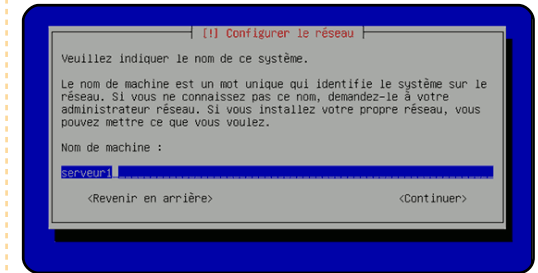 [!] Configurer le réseau
Veuillez indiquer le nom de ce système.
Le nom de machine est un mot unique qui identifie le système sur le
réseau. Si vous ne connaissez pas ce nom, demandez-le à votre
administrateur réseau. Si vous installez votre propre réseau, vous
pouvez mettre ce que vous voulez.
Nom de machine :
serveur1
<Revenir en arrière> <Continuer>